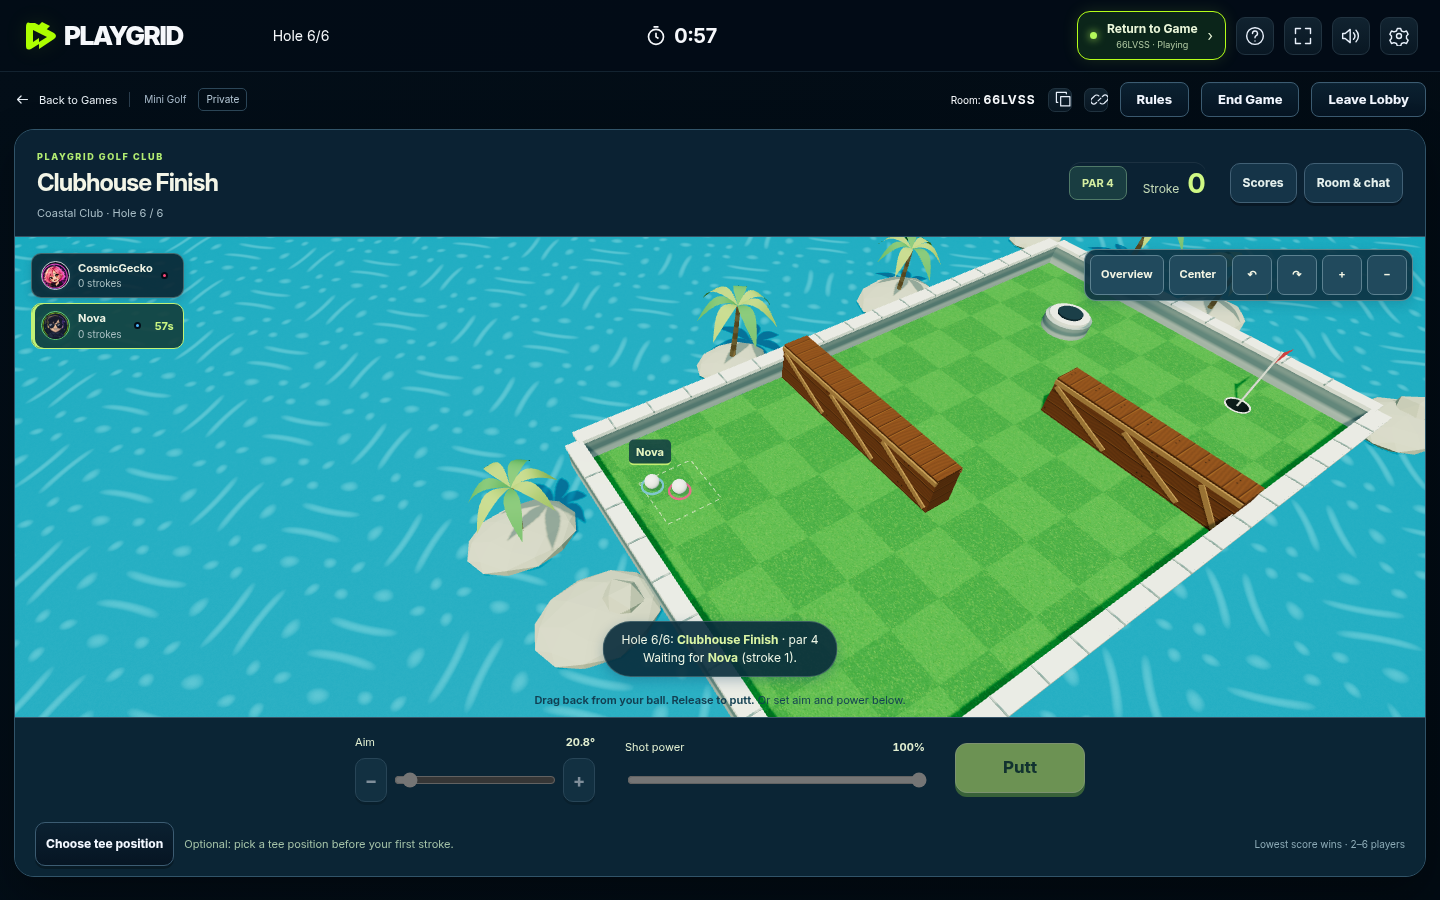 PLAYGRID
Hole 6/6
0:57
Return to Game
66LVSS · Playing
Back to Games
Mini Golf
Private
Room: 66LVSS
Rules
End Game
Leave Lobby
PLAYGRID GOLF CLUB
Clubhouse Finish
Coastal Club · Hole 6 / 6
PAR 4
Stroke 0
Scores
Room & chat
CosmicGecko
0 strokes
Nova
0 strokes
57s
Overview
Center
Nova
Hole 6/6: Clubhouse Finish · par 4
Waiting for Nova (stroke 1).
Drag back from your ball. Release to putt. Or set aim and power below.
Aim
20.8°
Shot power
100%
Putt
Choose tee position
Optional: pick a tee position before your first stroke.
Lowest score wins · 2–6 players